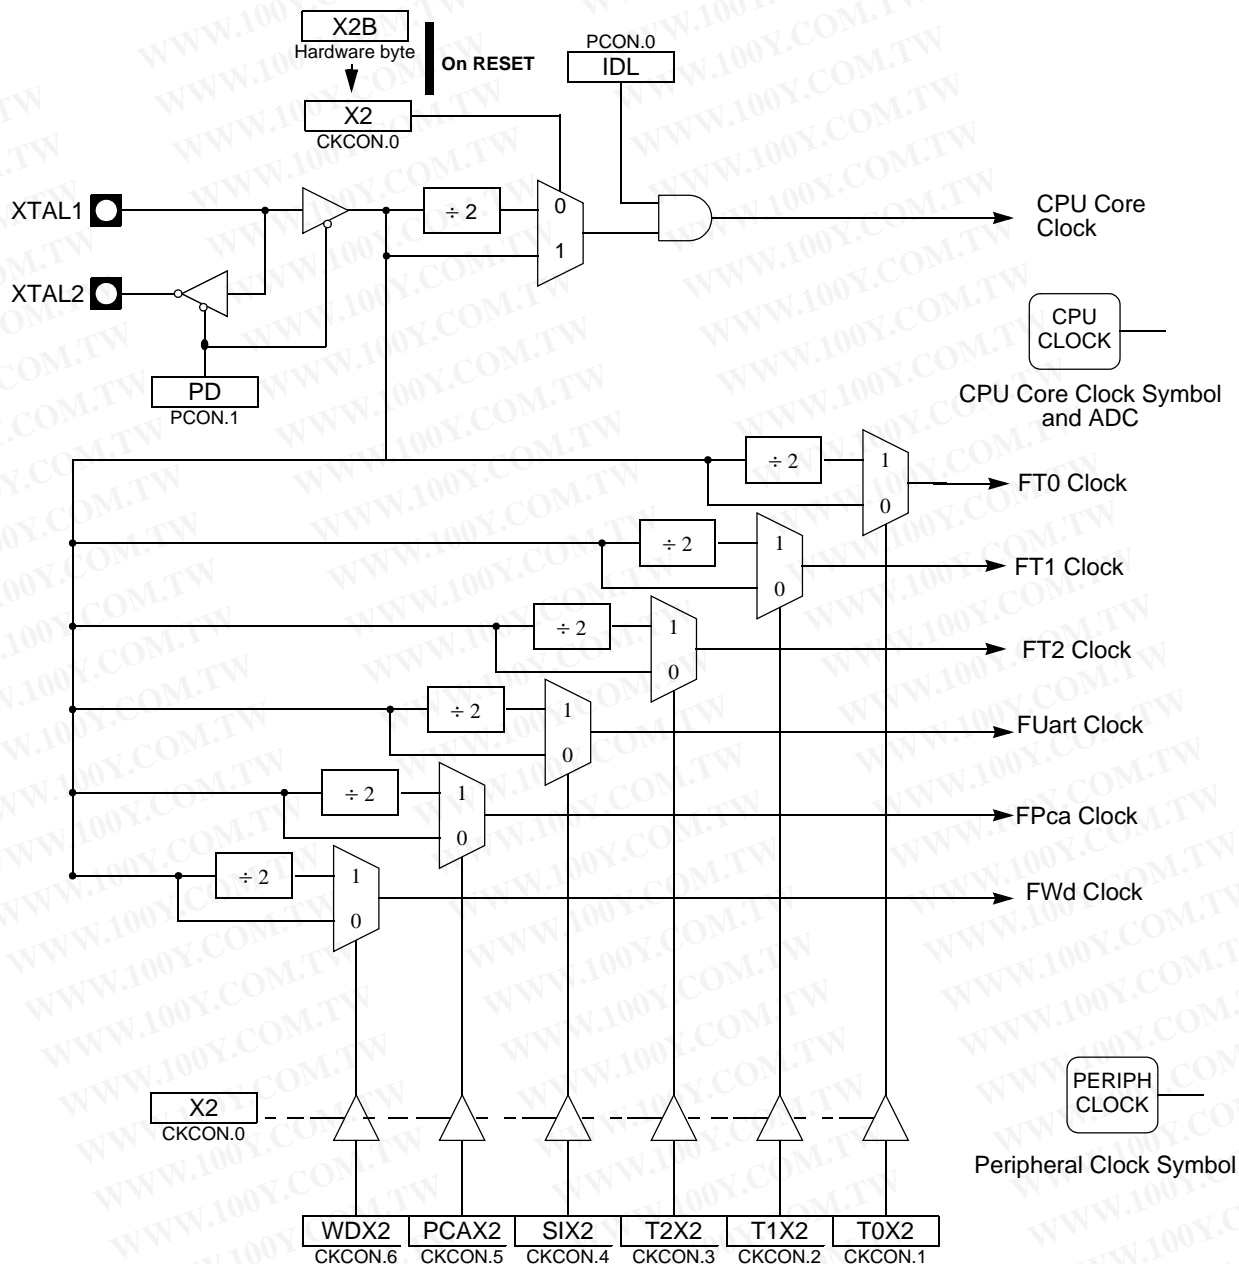 X2B
Hardware byte
On RESET
PCON.0
IDL
X2
CKCON.0
XTAL1
÷ 2
0
1
CPU Core
Clock
XTAL2
CPU
CLOCK
PD
PCON.1
CPU Core Clock Symbol
and ADC
÷ 2
1
0
FT0 Clock
÷ 2
1
0
FT1 Clock
÷ 2
1
0
FT2 Clock
÷ 2
1
0
FUart Clock
÷ 2
1
0
FPca Clock
÷ 2
1
0
FWd Clock
X2
CKCON.0
PERIPH
CLOCK
Peripheral Clock Symbol
WDX2 PCAX2 SIX2 T2X2 T1X2 T0X2
CKCON.6 CKCON.5 CKCON.4 CKCON.3 CKCON.2 CKCON.1
WWW.100Y.COM.TW